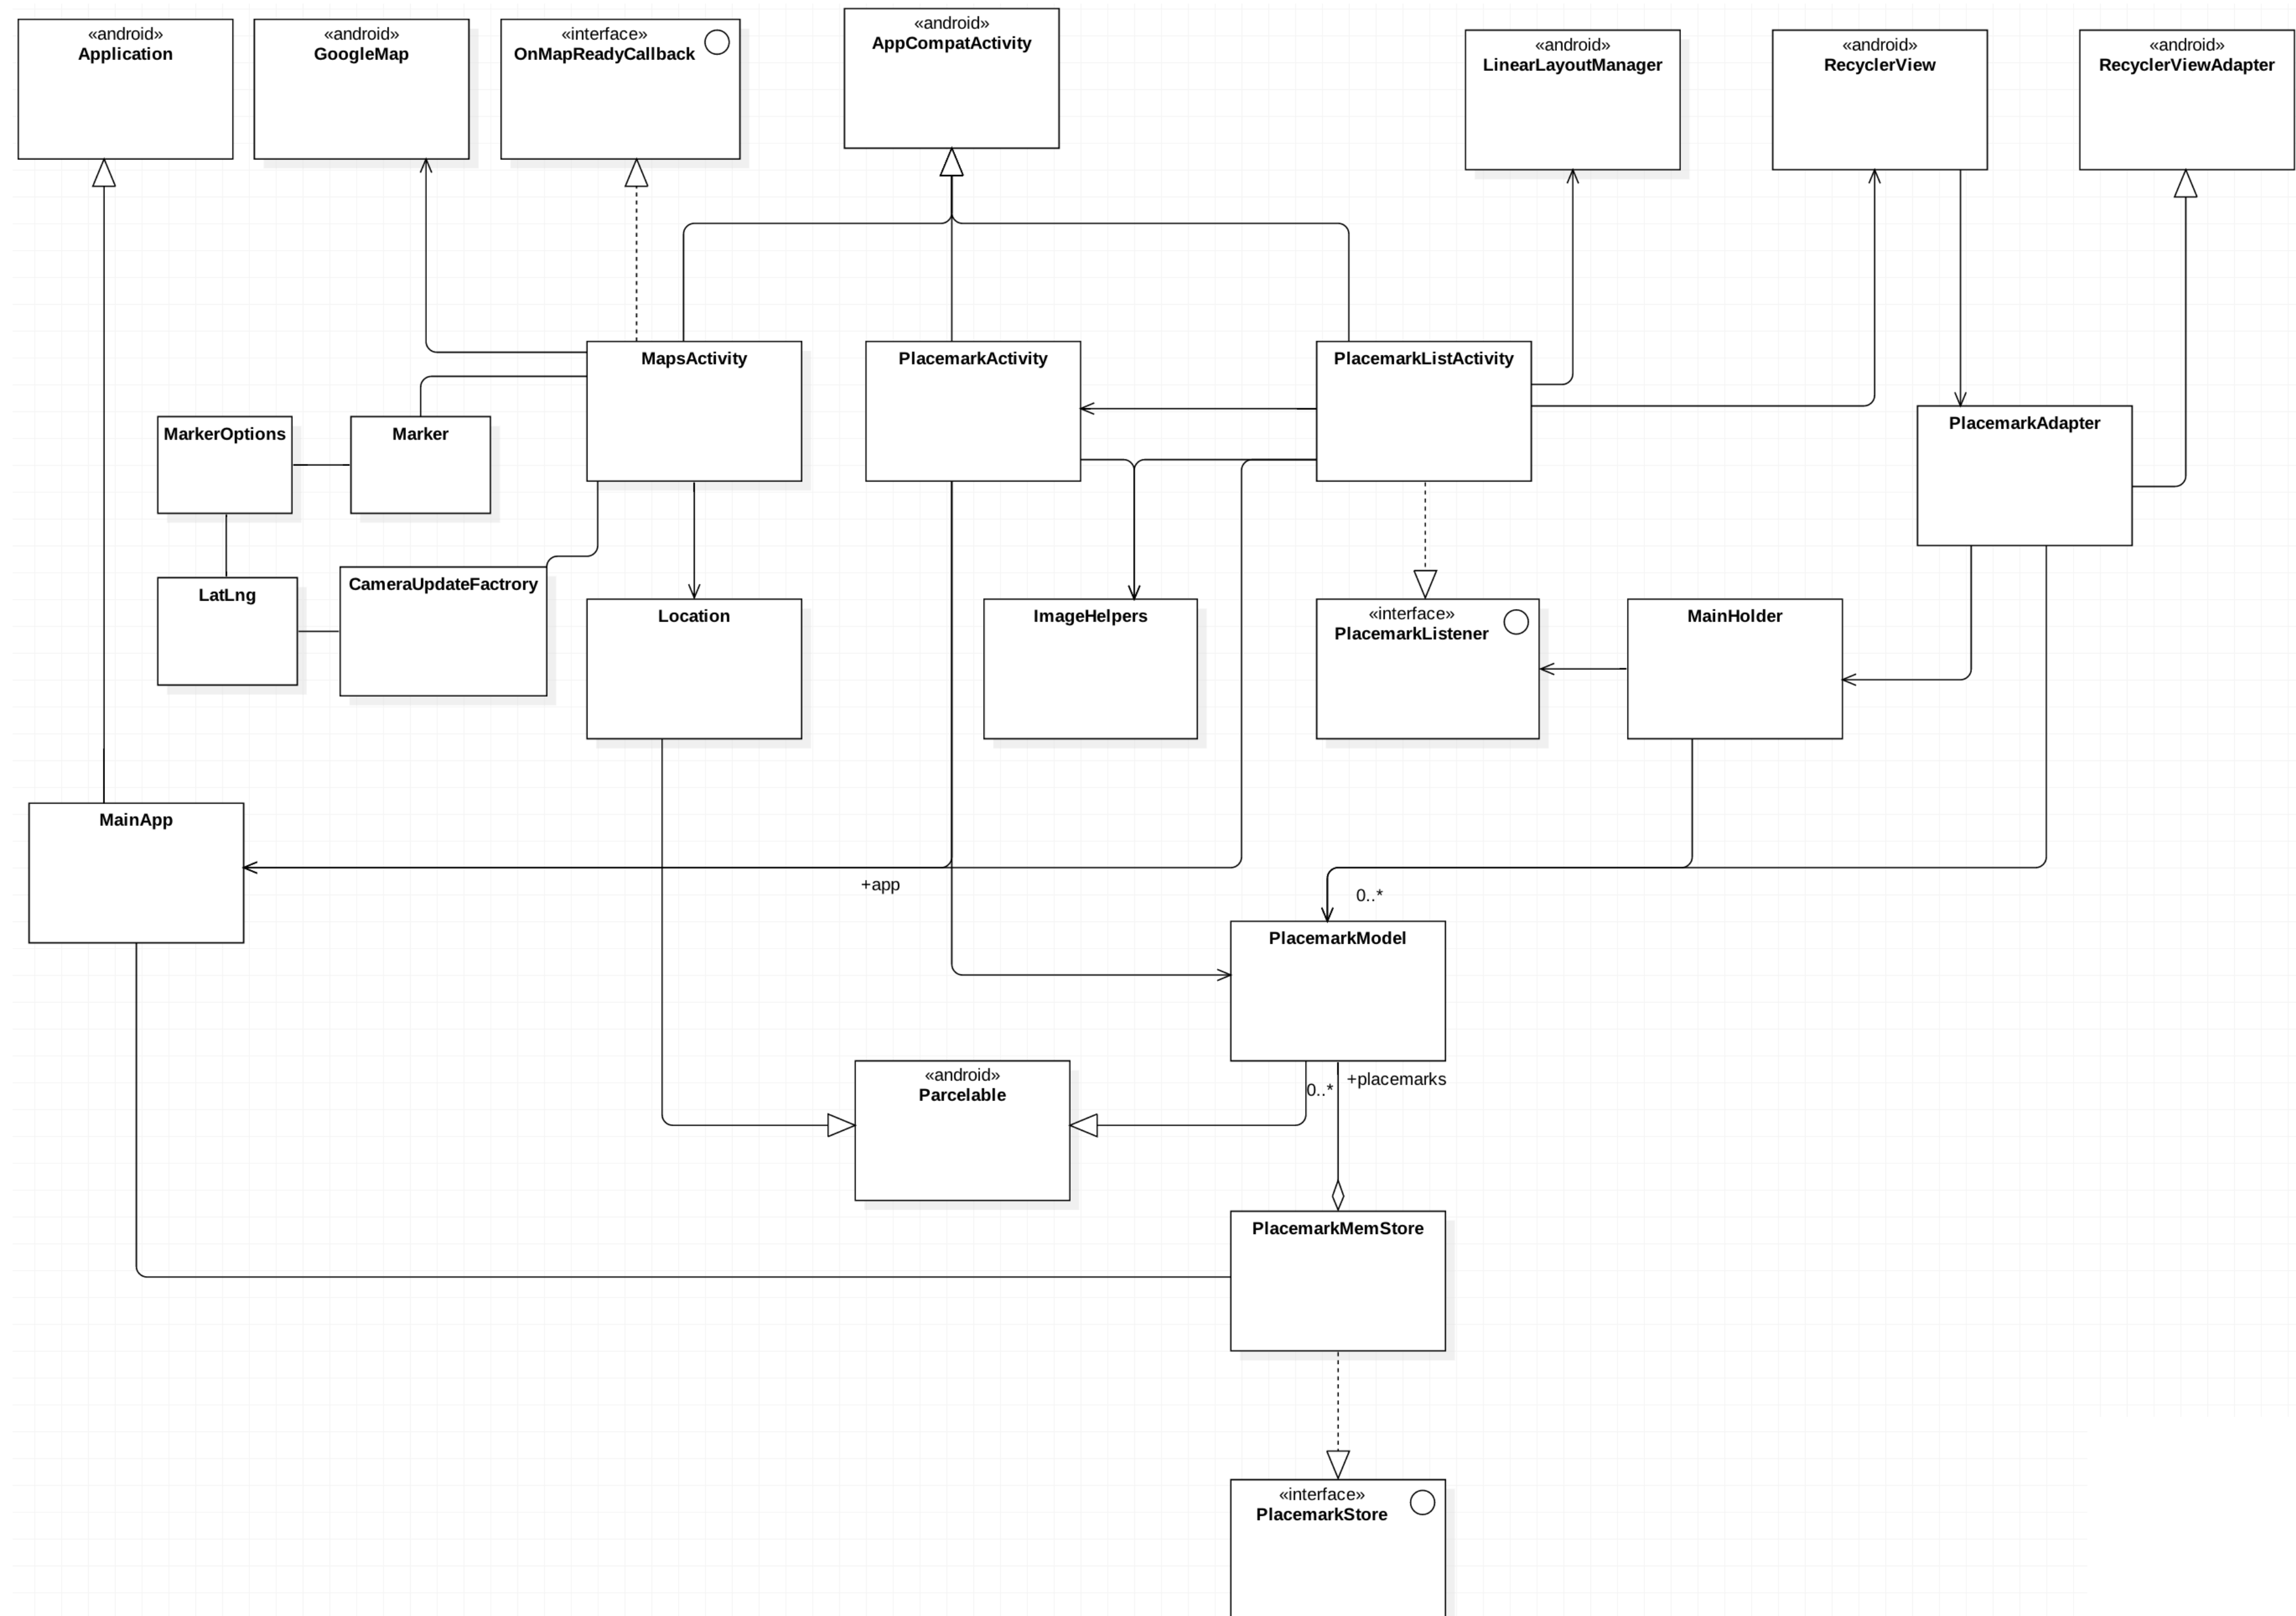 «android»
Application
«android»
GoogleMap
«interface»
OnMapReadyCallback
«android»
AppCompatActivity
«android»
LinearLayoutManager
«android»
RecyclerView
«android»
RecyclerViewAdapter
MapsActivity
PlacemarkActivity
PlacemarkListActivity
PlacemarkAdapter
MarkerOptions
Marker
LatLng
CameraUpdateFactrory
Location
ImageHelpers
«interface»
PlacemarkListener
MainHolder
MainApp
+app
0..*
PlacemarkModel
«android»
Parcelable
0..*
+placemarks
PlacemarkMemStore
«interface»
PlacemarkStore